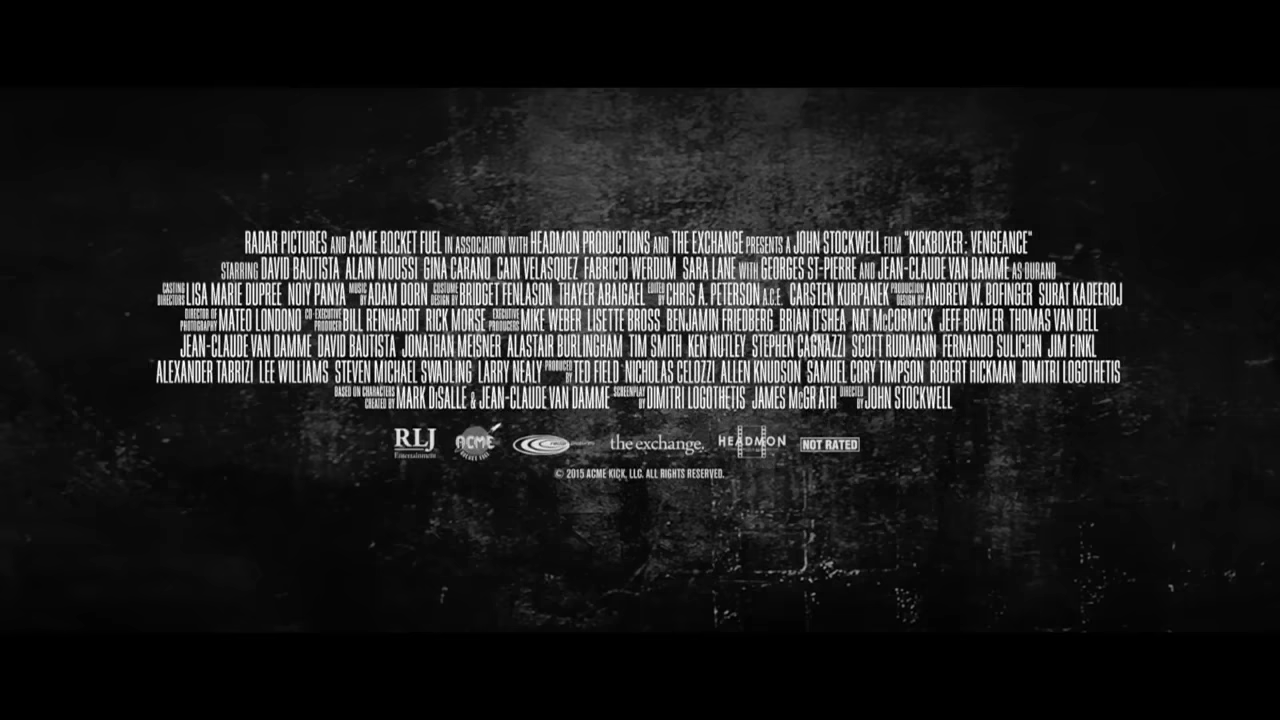 RADAR PICTURES AND ACME ROCKET FUEL IN ASSOCIATION WITH HEADMON PRODUCTIONS AND THE EXCHANGE PRESENTS A JOHN STOCKWELL FILM "KICKBOXER: VENGEANCE"
STARRING DAVID BAUTISTA ALAIN MOUSSI GINA CARANO CAIN VELASQUEZ FABRICIO WERDUM SARA LANE WITH GEORGES ST-PIERRE AND JEAN-CLAUDE VAN DAMME AS DURAND
CASTING DIRECTORS LISA MARIE DUPREE NOIY PANYA MUSIC BY ADAM DORN COSTUME DESIGN BY BRIDGET FENLASON THAYER ABAIGAEL EDITED BY CHRIS A. PETERSON A.C.E. CARSTEN KURPANEK PRODUCTION DESIGN BY ANDREW W. BOFINGER SURAT KADEEROJ
DIRECTOR OF PHOTOGRAPHY MATEO LONDONO CO-EXECUTIVE PRODUCER BILL REINHARDT RICK MORSE EXECUTIVE PRODUCERS MIKE WEBER LISETTE BROSS BENJAMIN FRIEDBERG BRIAN O'SHEA NAT McCORMICK JEFF BOWLER THOMAS VAN DELL
JEAN-CLAUDE VAN DAMME DAVID BAUTISTA JONATHAN MEISNER ALASTAIR BURLINGHAM TIM SMITH KEN NUTLEY STEPHEN CAGNAZZI SCOTT RUDMANN FERNANDO SULICHIN JIM FINKL
ALEXANDER TABRIZI LEE WILLIAMS STEVEN MICHAEL SWADLING LARRY NEALY PRODUCED BY TED FIELD NICHOLAS CELOZZI ALLEN KNUDSON SAMUEL CORY TIMPSON ROBERT HICKMAN DIMITRI LOGOTHETIS
BASED ON CHARACTERS CREATED BY MARK DiSALLE & JEAN-CLAUDE VAN DAMME SCREENPLAY BY DIMITRI LOGOTHETIS JAMES McGRATH DIRECTED BY JOHN STOCKWELL
RLJ Entertainment ACME ROCKET FUEL the exchange. HEADMON NOT RATED
© 2015 ACME KICK, LLC. ALL RIGHTS RESERVED.